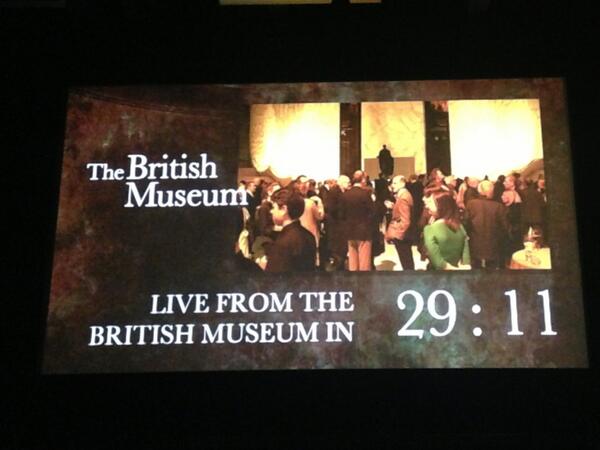 The British
Museum
LIVE FROM THE
BRITISH MUSEUM IN
29:11